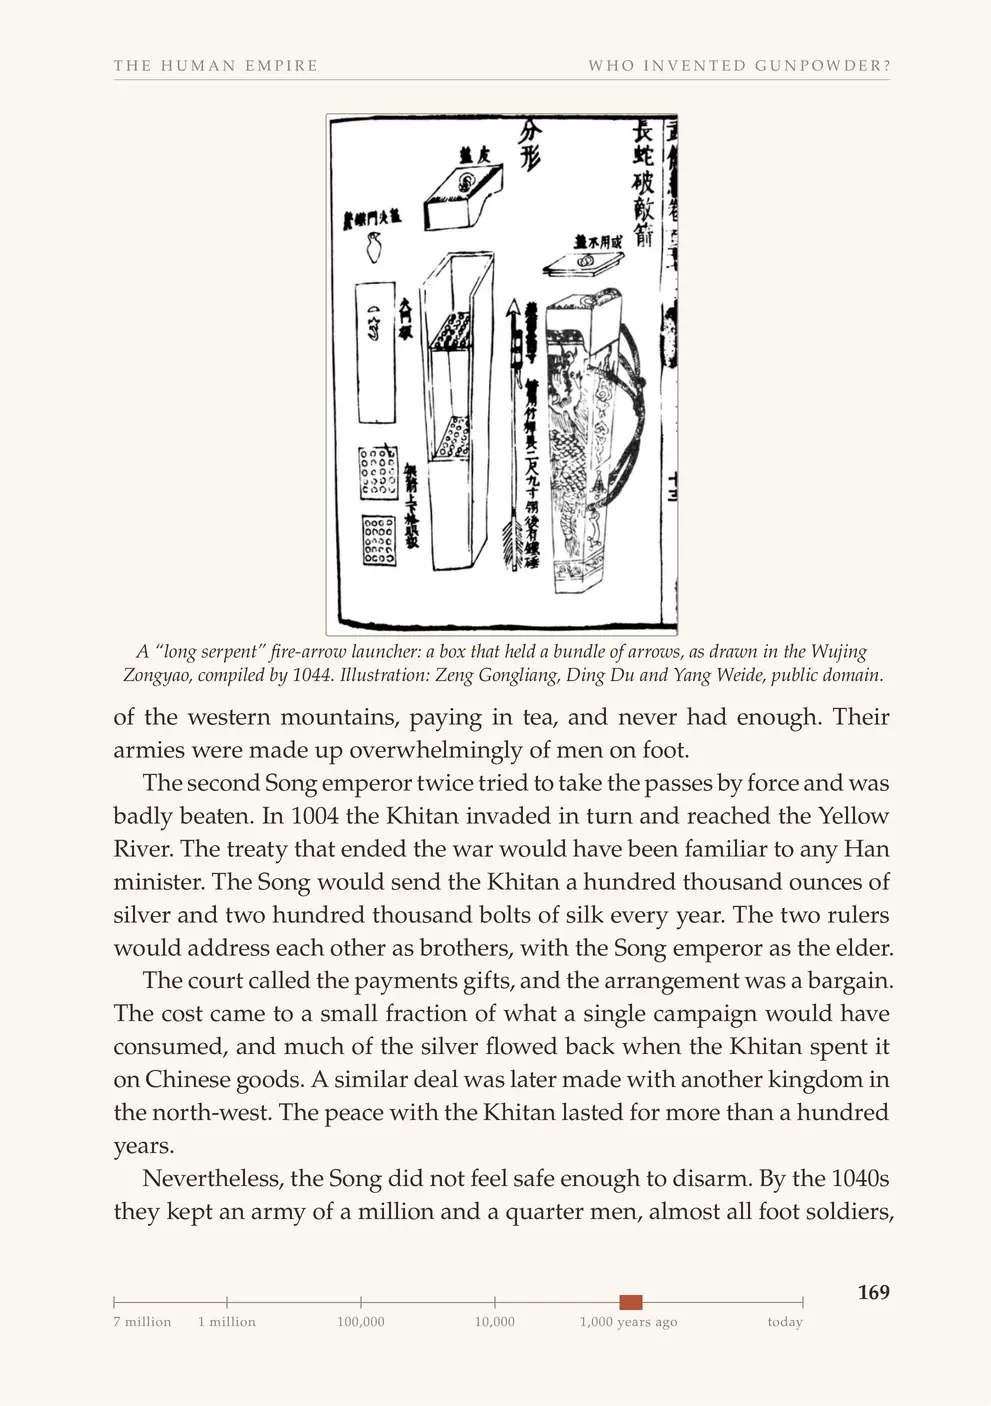 THE HUMAN EMPIRE
WHO INVENTED GUNPOWDER?
長蛇破敵箭
分形
皮蓋
或用木蓋
火門板
A “long serpent” fire-arrow launcher: a box that held a bundle of arrows, as drawn in the Wujing
Zongyao, compiled by 1044. Illustration: Zeng Gongliang, Ding Du and Yang Weide, public domain.
of the western mountains, paying in tea, and never had enough. Their
armies were made up overwhelmingly of men on foot.
The second Song emperor twice tried to take the passes by force and was
badly beaten. In 1004 the Khitan invaded in turn and reached the Yellow
River. The treaty that ended the war would have been familiar to any Han
minister. The Song would send the Khitan a hundred thousand ounces of
silver and two hundred thousand bolts of silk every year. The two rulers
would address each other as brothers, with the Song emperor as the elder.
The court called the payments gifts, and the arrangement was a bargain.
The cost came to a small fraction of what a single campaign would have
consumed, and much of the silver flowed back when the Khitan spent it
on Chinese goods. A similar deal was later made with another kingdom in
the north-west. The peace with the Khitan lasted for more than a hundred
years.
Nevertheless, the Song did not feel safe enough to disarm. By the 1040s
they kept an army of a million and a quarter men, almost all foot soldiers,
169
7 million
1 million
100,000
10,000
1,000 years ago
today